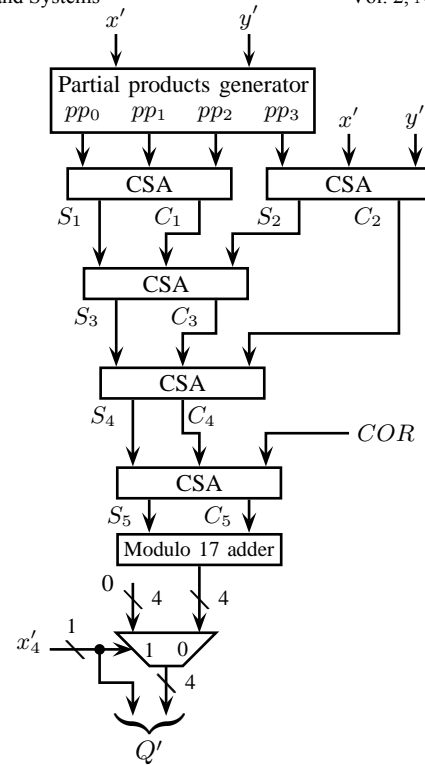 and Systems Vol. 2, N
x′ y′
Partial products generator
pp₀ pp₁ pp₂ pp₃
x′ y′
CSA CSA
S₁ C₁ S₂ C₂
CSA
S₃ C₃
CSA
S₄ C₄
COR
CSA
S₅ C₅
Modulo 17 adder
0 4 4
x′₄ 1 1 0
4
Q′